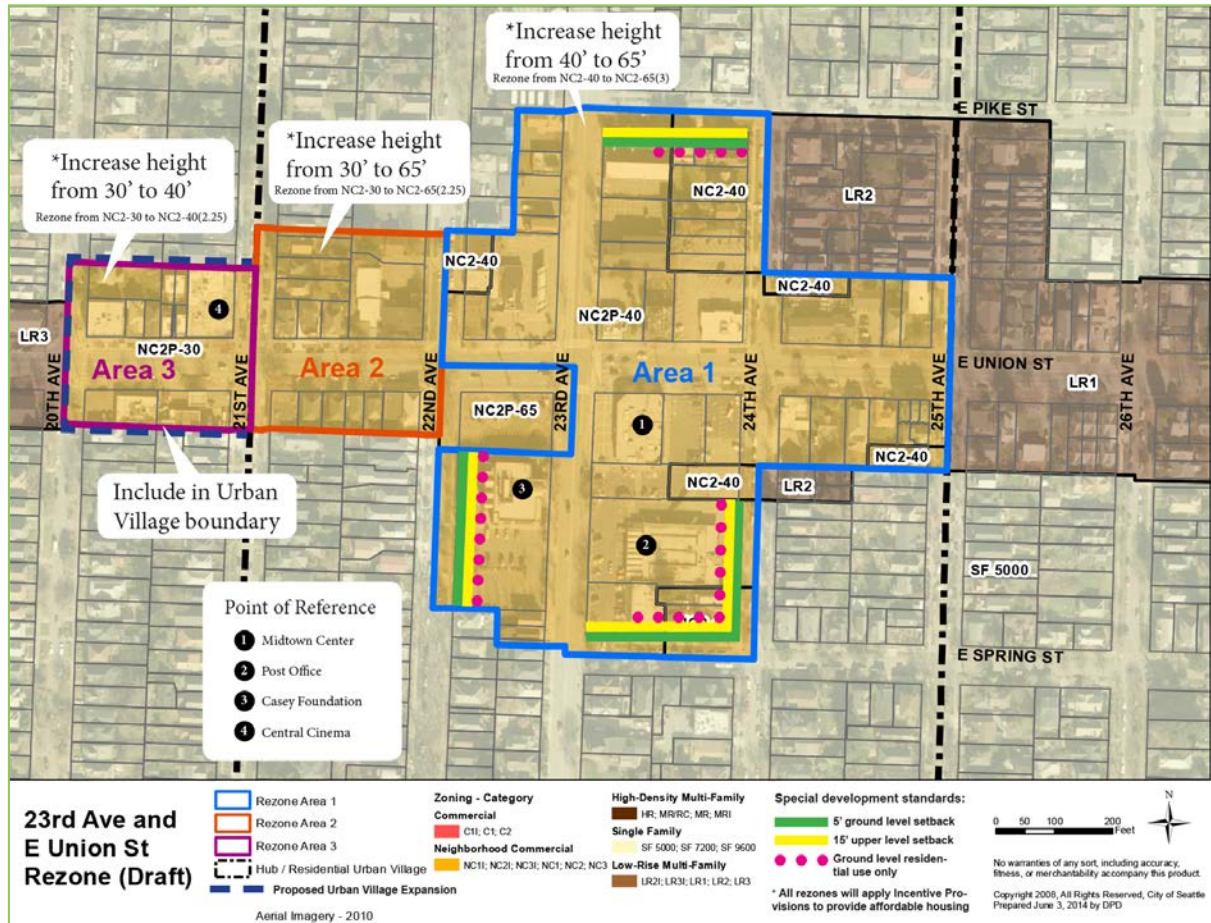 *Increase height
from 40’ to 65’
Rezone from NC2-40 to NC2-65(3)
*Increase height
from 30’ to 65’
Rezone from NC2-30 to NC2-65(2.25)
*Increase height
from 30’ to 40’
Rezone from NC2-30 to NC2-40(2.25)
E PIKE ST
NC2-40
LR2
NC2-40
NC2-40
NC2P-40
4
LR3
NC2P-30
Area 3
Area 2
Area 1
20TH AVE
21ST AVE
22ND AVE
23RD AVE
24TH AVE
25TH AVE
26TH AVE
E UNION ST
LR1
NC2P-65
1
NC2-40
NC2-40
LR2
3
Include in Urban
Village boundary
2
SF 5000
E SPRING ST
Point of Reference
1 Midtown Center
2 Post Office
3 Casey Foundation
4 Central Cinema
23rd Ave and
E Union St
Rezone (Draft)
Rezone Area 1
Rezone Area 2
Rezone Area 3
Hub / Residential Urban Village
Proposed Urban Village Expansion
Aerial Imagery - 2010
Zoning - Category
Commercial
C1I; C1; C2
Neighborhood Commercial
NC1I; NC2I; NC3I; NC1; NC2; NC3
High-Density Multi-Family
HR; MR/RC; MR; MRI
Single Family
SF 5000; SF 7200; SF 9600
Low-Rise Multi-Family
LR2I; LR3I; LR1; LR2; LR3
Special development standards:
5’ ground level setback
15’ upper level setback
Ground level residen-
tial use only
* All rezones will apply Incentive Pro-
visions to provide affordable housing
0 50 100 200
Feet
N
No warranties of any sort, including accuracy,
fitness, or merchantability accompany this product.
Copyright 2008, All Rights Reserved, City of Seattle
Prepared June 3, 2014 by DPD